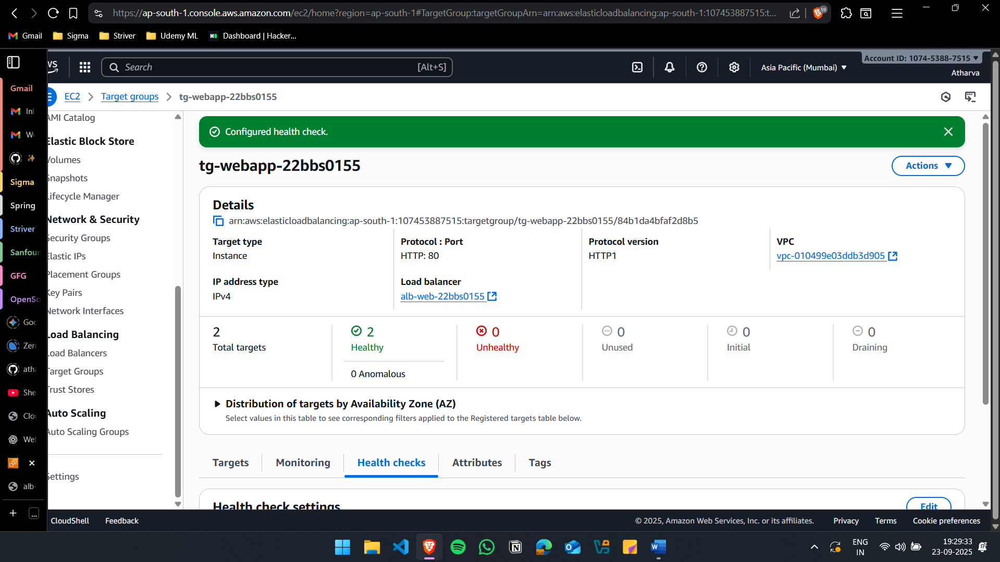 https://ap-south-1.console.aws.amazon.com/ec2/home?region=ap-south-1#TargetGroup:targetGroupArn=arn:aws:elasticloadbalancing:ap-south-1:107453887515:t...
59
Gmail
Sigma
Striver
Udemy ML
Dashboard | Hacker...
Search
[Alt+S]
Asia Pacific (Mumbai)
Account ID: 1074-5388-7515
Atharva
EC2
Target groups
tg-webapp-22bbs0155
Gmail
Sigma
Spring
Striver
Sanfoun
GFG
OpenSo
Goo
Zero
atha
She
Clou
Web
alb-
AMI Catalog
Elastic Block Store
Volumes
Snapshots
Lifecycle Manager
Network & Security
Security Groups
Elastic IPs
Placement Groups
Key Pairs
Network Interfaces
Load Balancing
Load Balancers
Target Groups
Trust Stores
Auto Scaling
Auto Scaling Groups
Settings
Configured health check.
tg-webapp-22bbs0155
Actions
Details
arn:aws:elasticloadbalancing:ap-south-1:107453887515:targetgroup/tg-webapp-22bbs0155/84b1da4bfaf2d8b5
Target type
Instance
Protocol : Port
HTTP: 80
Protocol version
HTTP1
VPC
vpc-010499e03ddb3d905
IP address type
IPv4
Load balancer
alb-web-22bbs0155
2
Total targets
2
Healthy
0 Anomalous
0
Unhealthy
0
Unused
0
Initial
0
Draining
Distribution of targets by Availability Zone (AZ)
Select values in this table to see corresponding filters applied to the Registered targets table below.
Targets
Monitoring
Health checks
Attributes
Tags
Health check settings
Edit
CloudShell
Feedback
© 2025, Amazon Web Services, Inc. or its affiliates.
Privacy
Terms
Cookie preferences
ENG
IN
19:29:33
23-09-2025